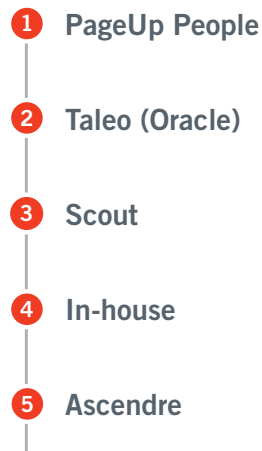 1 PageUp People
2 Taleo (Oracle)
3 Scout
4 In-house
5 Ascendre